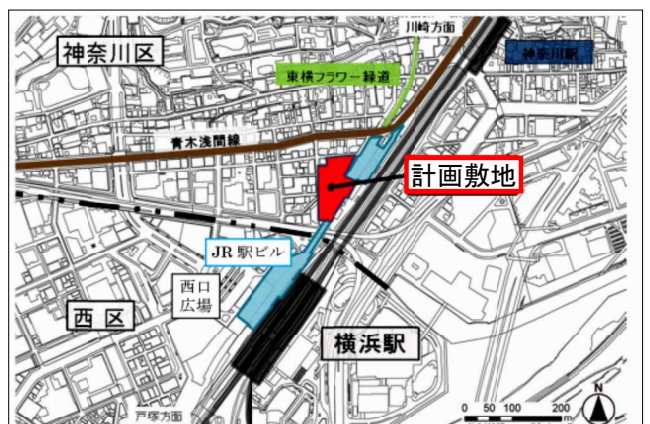 川崎方面
神奈川区
神奈川駅
東横フラワー緑道
青木浅間線
計画敷地
JR 駅ビル
西口
広場
西 区
横浜駅
戸塚方面
N
0 50 100 200
m